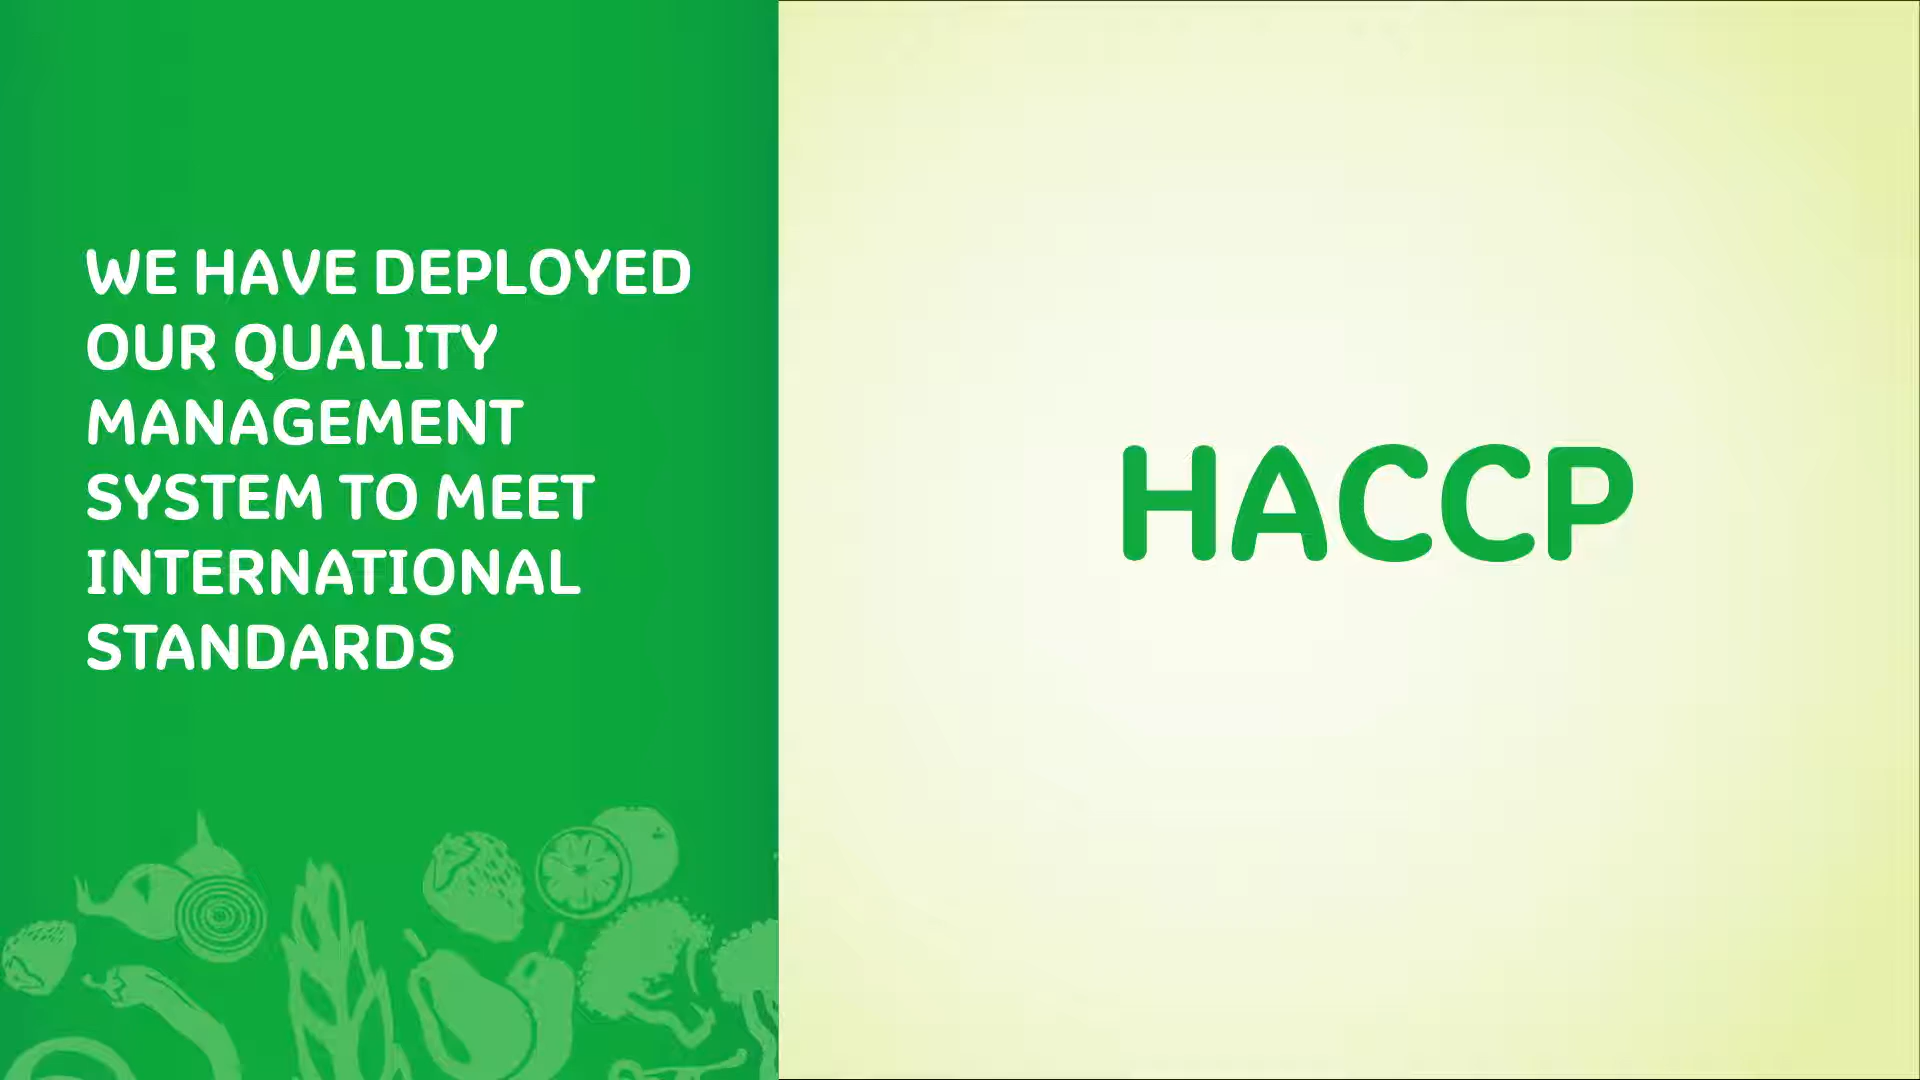 WE HAVE DEPLOYED
OUR QUALITY
MANAGEMENT
SYSTEM TO MEET
INTERNATIONAL
STANDARDS
HACCP